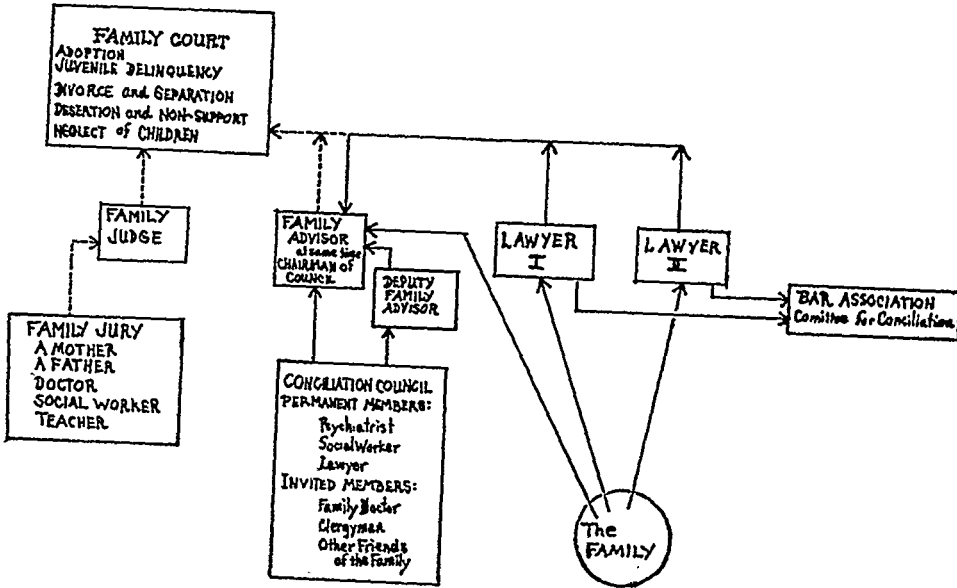 FAMILY COURT
ADOPTION
JUVENILE DELINQUENCY
DIVORCE and SEPARATION
DESERTION and NON-SUPPORT
NEGLECT of CHILDREN
FAMILY
JUDGE
FAMILY JURY
A MOTHER
A FATHER
DOCTOR
SOCIAL WORKER
TEACHER
FAMILY
ADVISOR
at same time
CHAIRMAN of
COUNCIL
DEPUTY
FAMILY
ADVISOR
CONCILIATION COUNCIL
PERMANENT MEMBERS:
Psychiatrist
Social Worker
Lawyer
INVITED MEMBERS:
Family Doctor
Clergyman
Other Friends
of the Family
LAWYER
I
LAWYER
II
BAR ASSOCIATION
Comittee for Conciliation
The
FAMILY